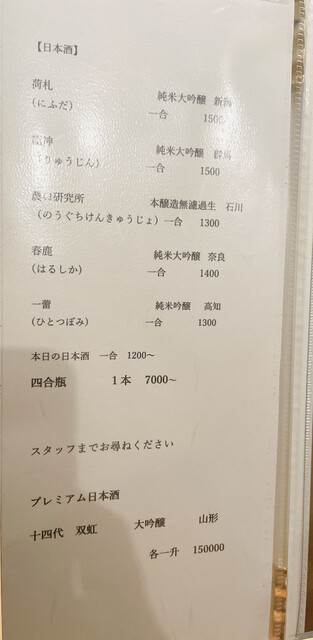 【日本酒】
荷札 純米大吟醸 新潟
(にふだ) 一合 1500
龍神 純米大吟醸 群馬
(りゅうじん) 一合 1500
農口研究所 本醸造無濾過生 石川
(のうぐちけんきゅうじょ) 一合 1300
春鹿 純米大吟醸 奈良
(はるしか) 一合 1400
一蕾 純米吟醸 高知
(ひとつぼみ) 一合 1300
本日の日本酒 一合 1200~
四合瓶 1本 7000~
スタッフまでお尋ねください
プレミアム日本酒
十四代 双虹 大吟醸 山形
各一升 150000